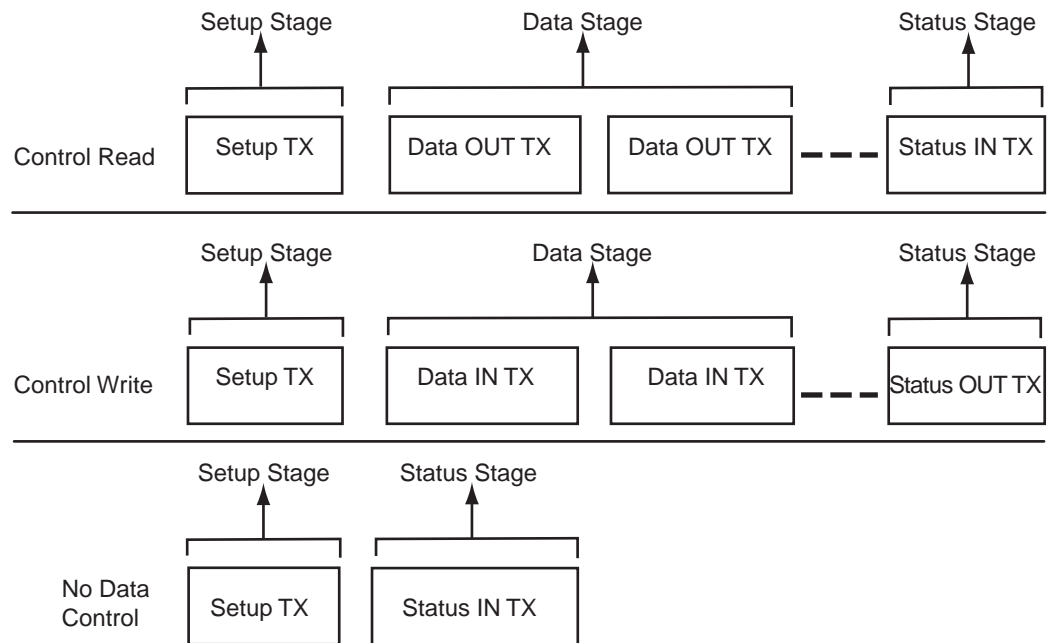 Setup Stage Data Stage Status Stage
Control Read Setup TX Data OUT TX Data OUT TX Status IN TX
Setup Stage Data Stage Status Stage
Control Write Setup TX Data IN TX Data IN TX Status OUT TX
Setup Stage Status Stage
No Data
Control Setup TX Status IN TX